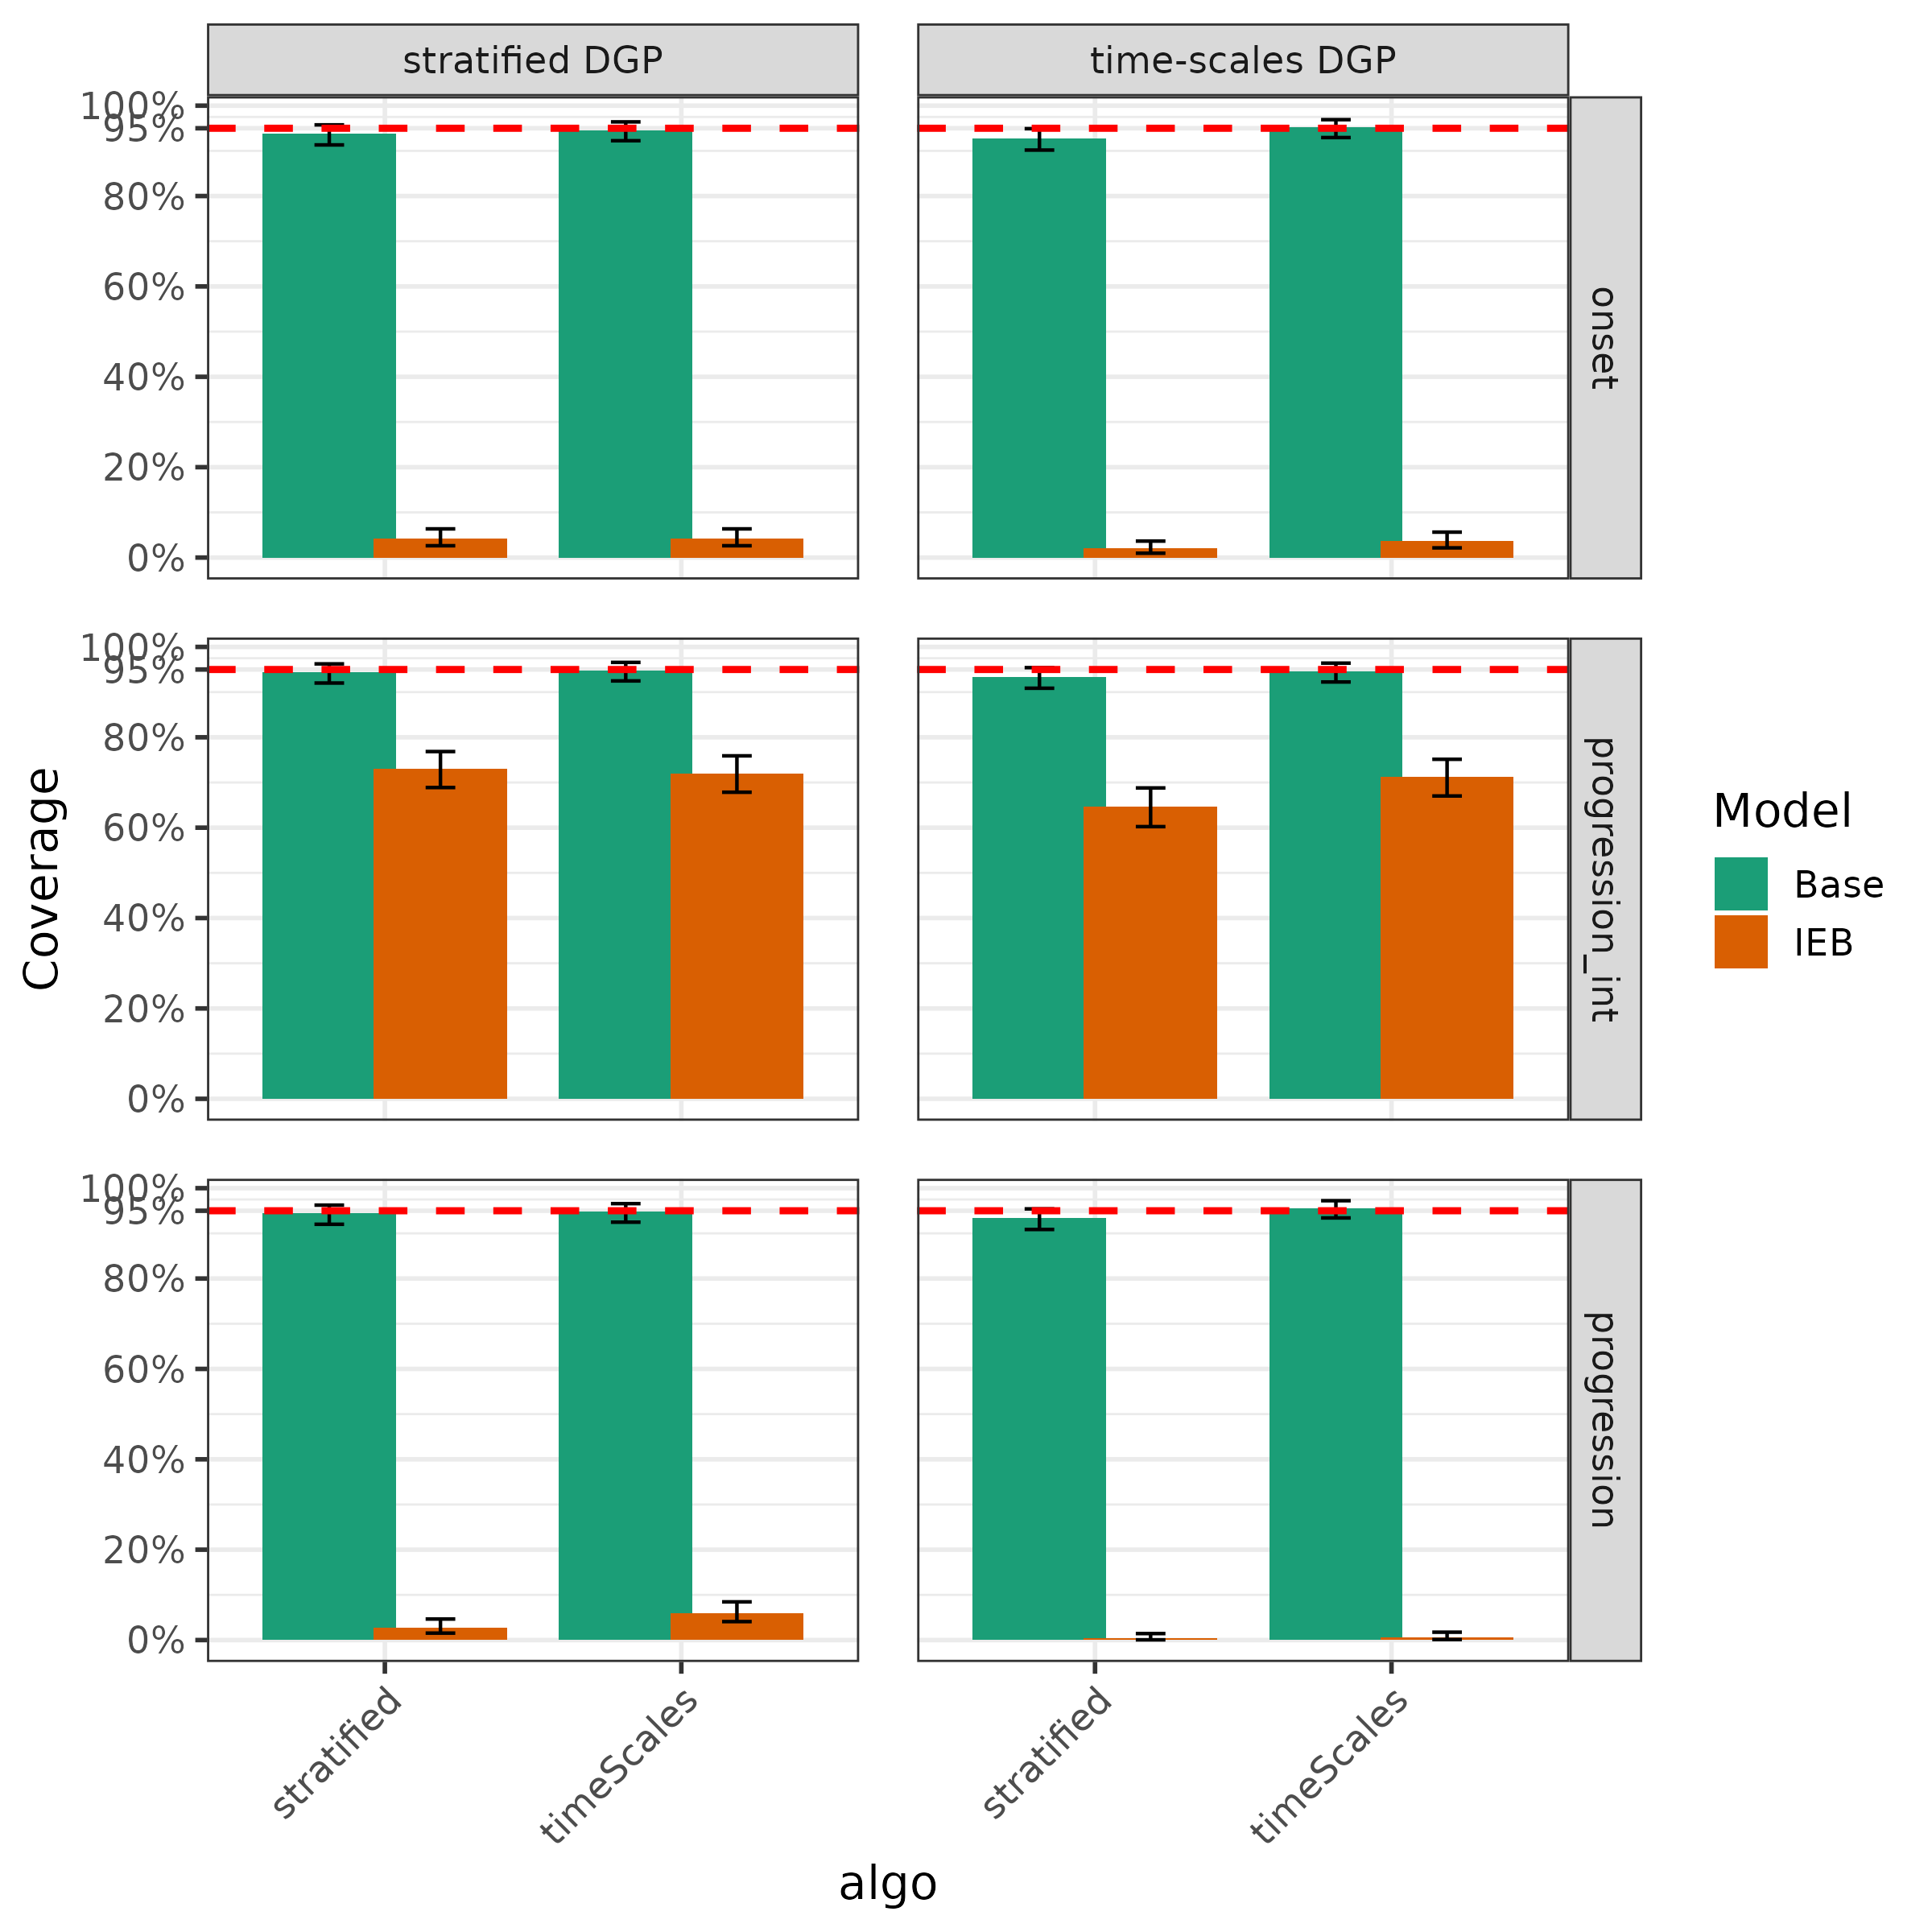 stratified DGP
time-scales DGP
100%
95%
80%
60%
40%
20%
0%
onset
100%
95%
80%
60%
40%
20%
0%
progression_int
100%
95%
80%
60%
40%
20%
0%
progression
Coverage
Model
Base
IEB
stratified
timeScales
stratified
timeScales
algo